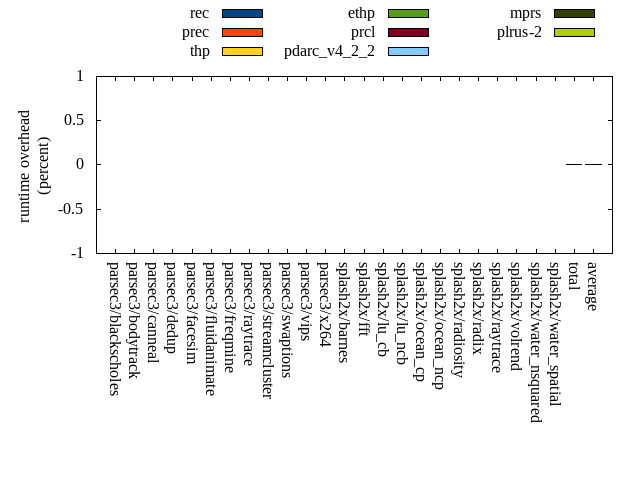 rec
prec
thp
ethp
prcl
pdarc_v4_2_2
mprs
plrus-2
runtime overhead
(percent)
1
0.5
0
-0.5
-1
parsec3/blackscholes
parsec3/bodytrack
parsec3/canneal
parsec3/dedup
parsec3/facesim
parsec3/fluidanimate
parsec3/freqmine
parsec3/raytrace
parsec3/streamcluster
parsec3/swaptions
parsec3/vips
parsec3/x264
splash2x/barnes
splash2x/fft
splash2x/lu_cb
splash2x/lu_ncb
splash2x/ocean_cp
splash2x/ocean_ncp
splash2x/radiosity
splash2x/radix
splash2x/raytrace
splash2x/volrend
splash2x/water_nsquared
splash2x/water_spatial
total
average